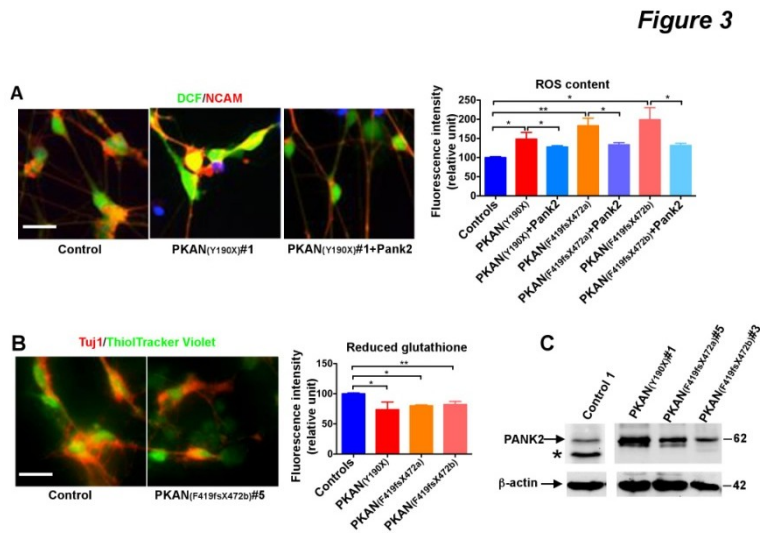 Figure 3
A
DCF/NCAM
Control
PKAN(Y190X)#1
PKAN(Y190X)#1+Pank2
ROS content
Fluorescence intensity
(relative unit)
250
200
150
100
50
0
*
*
**
*
*
*
*
Controls
PKAN(Y190X)
PKAN(Y190X)+Pank2
PKAN(F419fsX472a)
PKAN(F419fsX472a)+Pank2
PKAN(F419fsX472b)
PKAN(F419fsX472b)+Pank2
B
Tuj1/ThiolTracker Violet
Control
PKAN(F419fsX472b)#5
Reduced glutathione
Fluorescence intensity
(relative unit)
150
100
50
0
**
*
*
Controls
PKAN(Y190X)
PKAN(F419fsX472a)
PKAN(F419fsX472b)
C
Control 1
PKAN(Y190X)#1
PKAN(F419fsX472a)#5
PKAN(F419fsX472b)#3
PANK2
*
62
β-actin
42